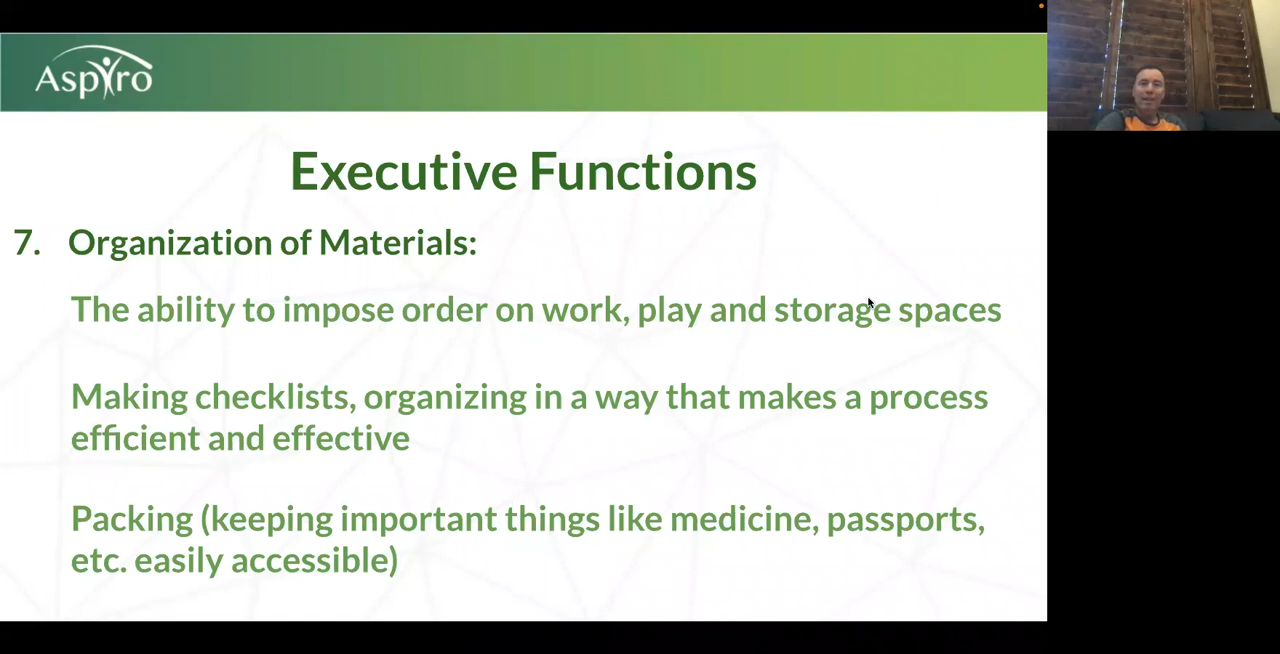 Aspiro
Executive Functions
7. Organization of Materials:
The ability to impose order on work, play and storage spaces
Making checklists, organizing in a way that makes a process
efficient and effective
Packing (keeping important things like medicine, passports,
etc. easily accessible)